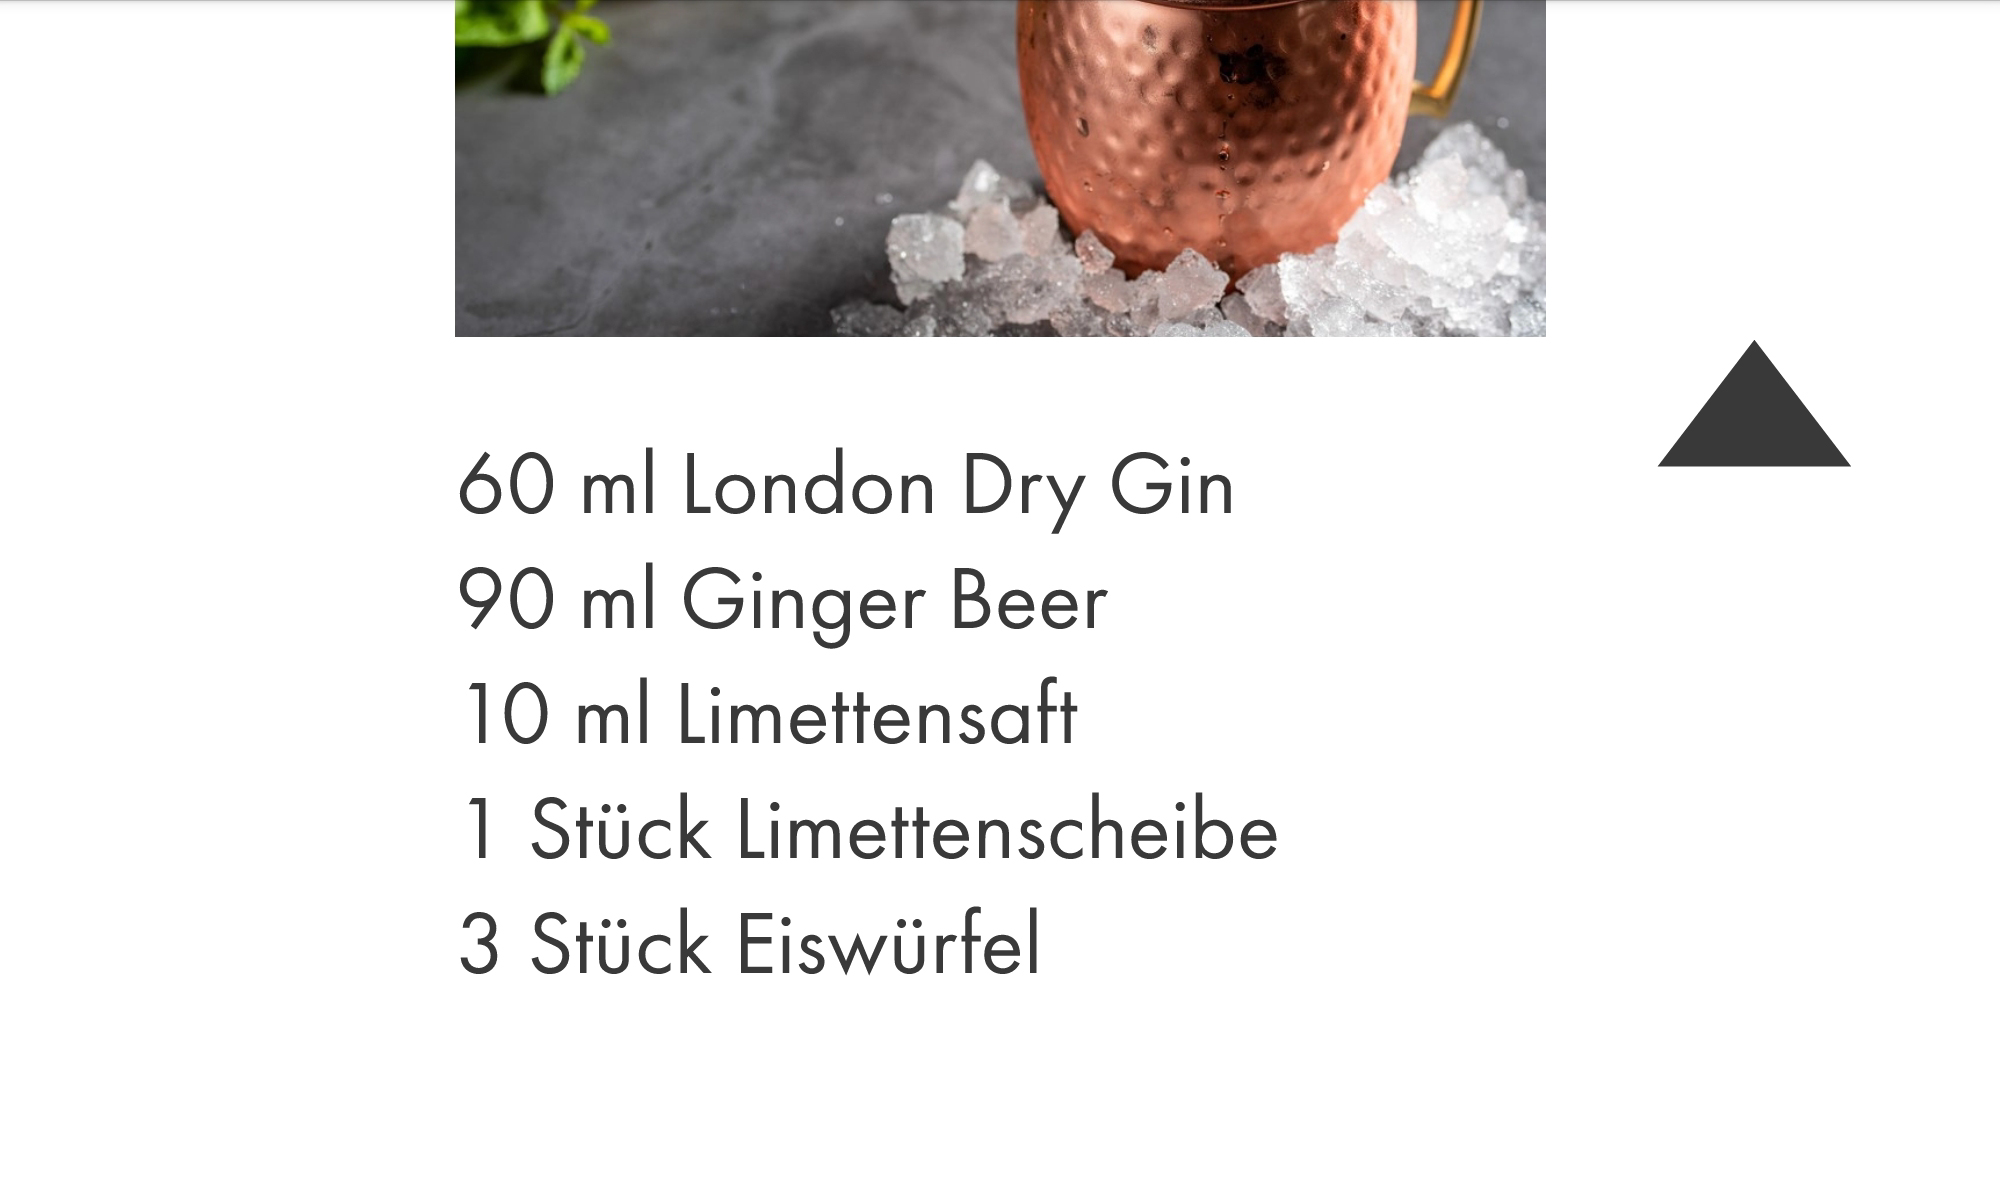 60 ml London Dry Gin
90 ml Ginger Beer
10 ml Limettensaft
1 Stück Limettenscheibe
3 Stück Eiswürfel